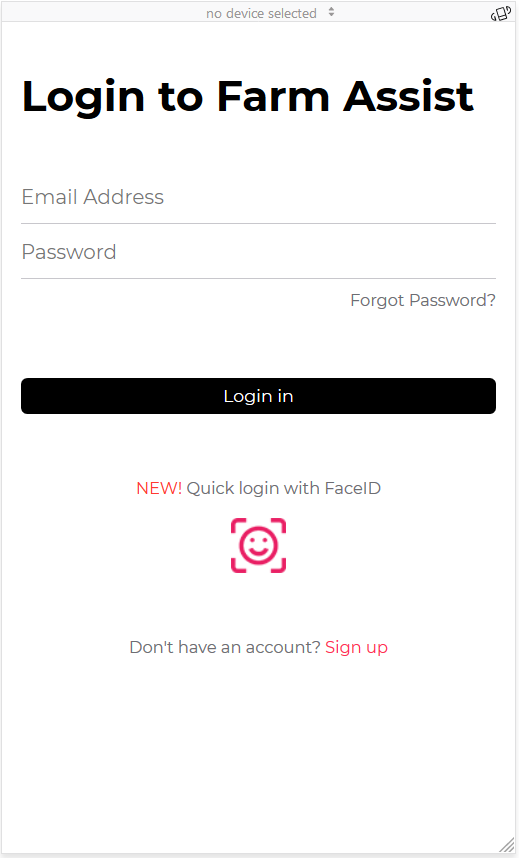 no device selected
Login to Farm Assist
Email Address
Password
Forgot Password?
Login in
NEW! Quick login with FaceID
Don't have an account? Sign up